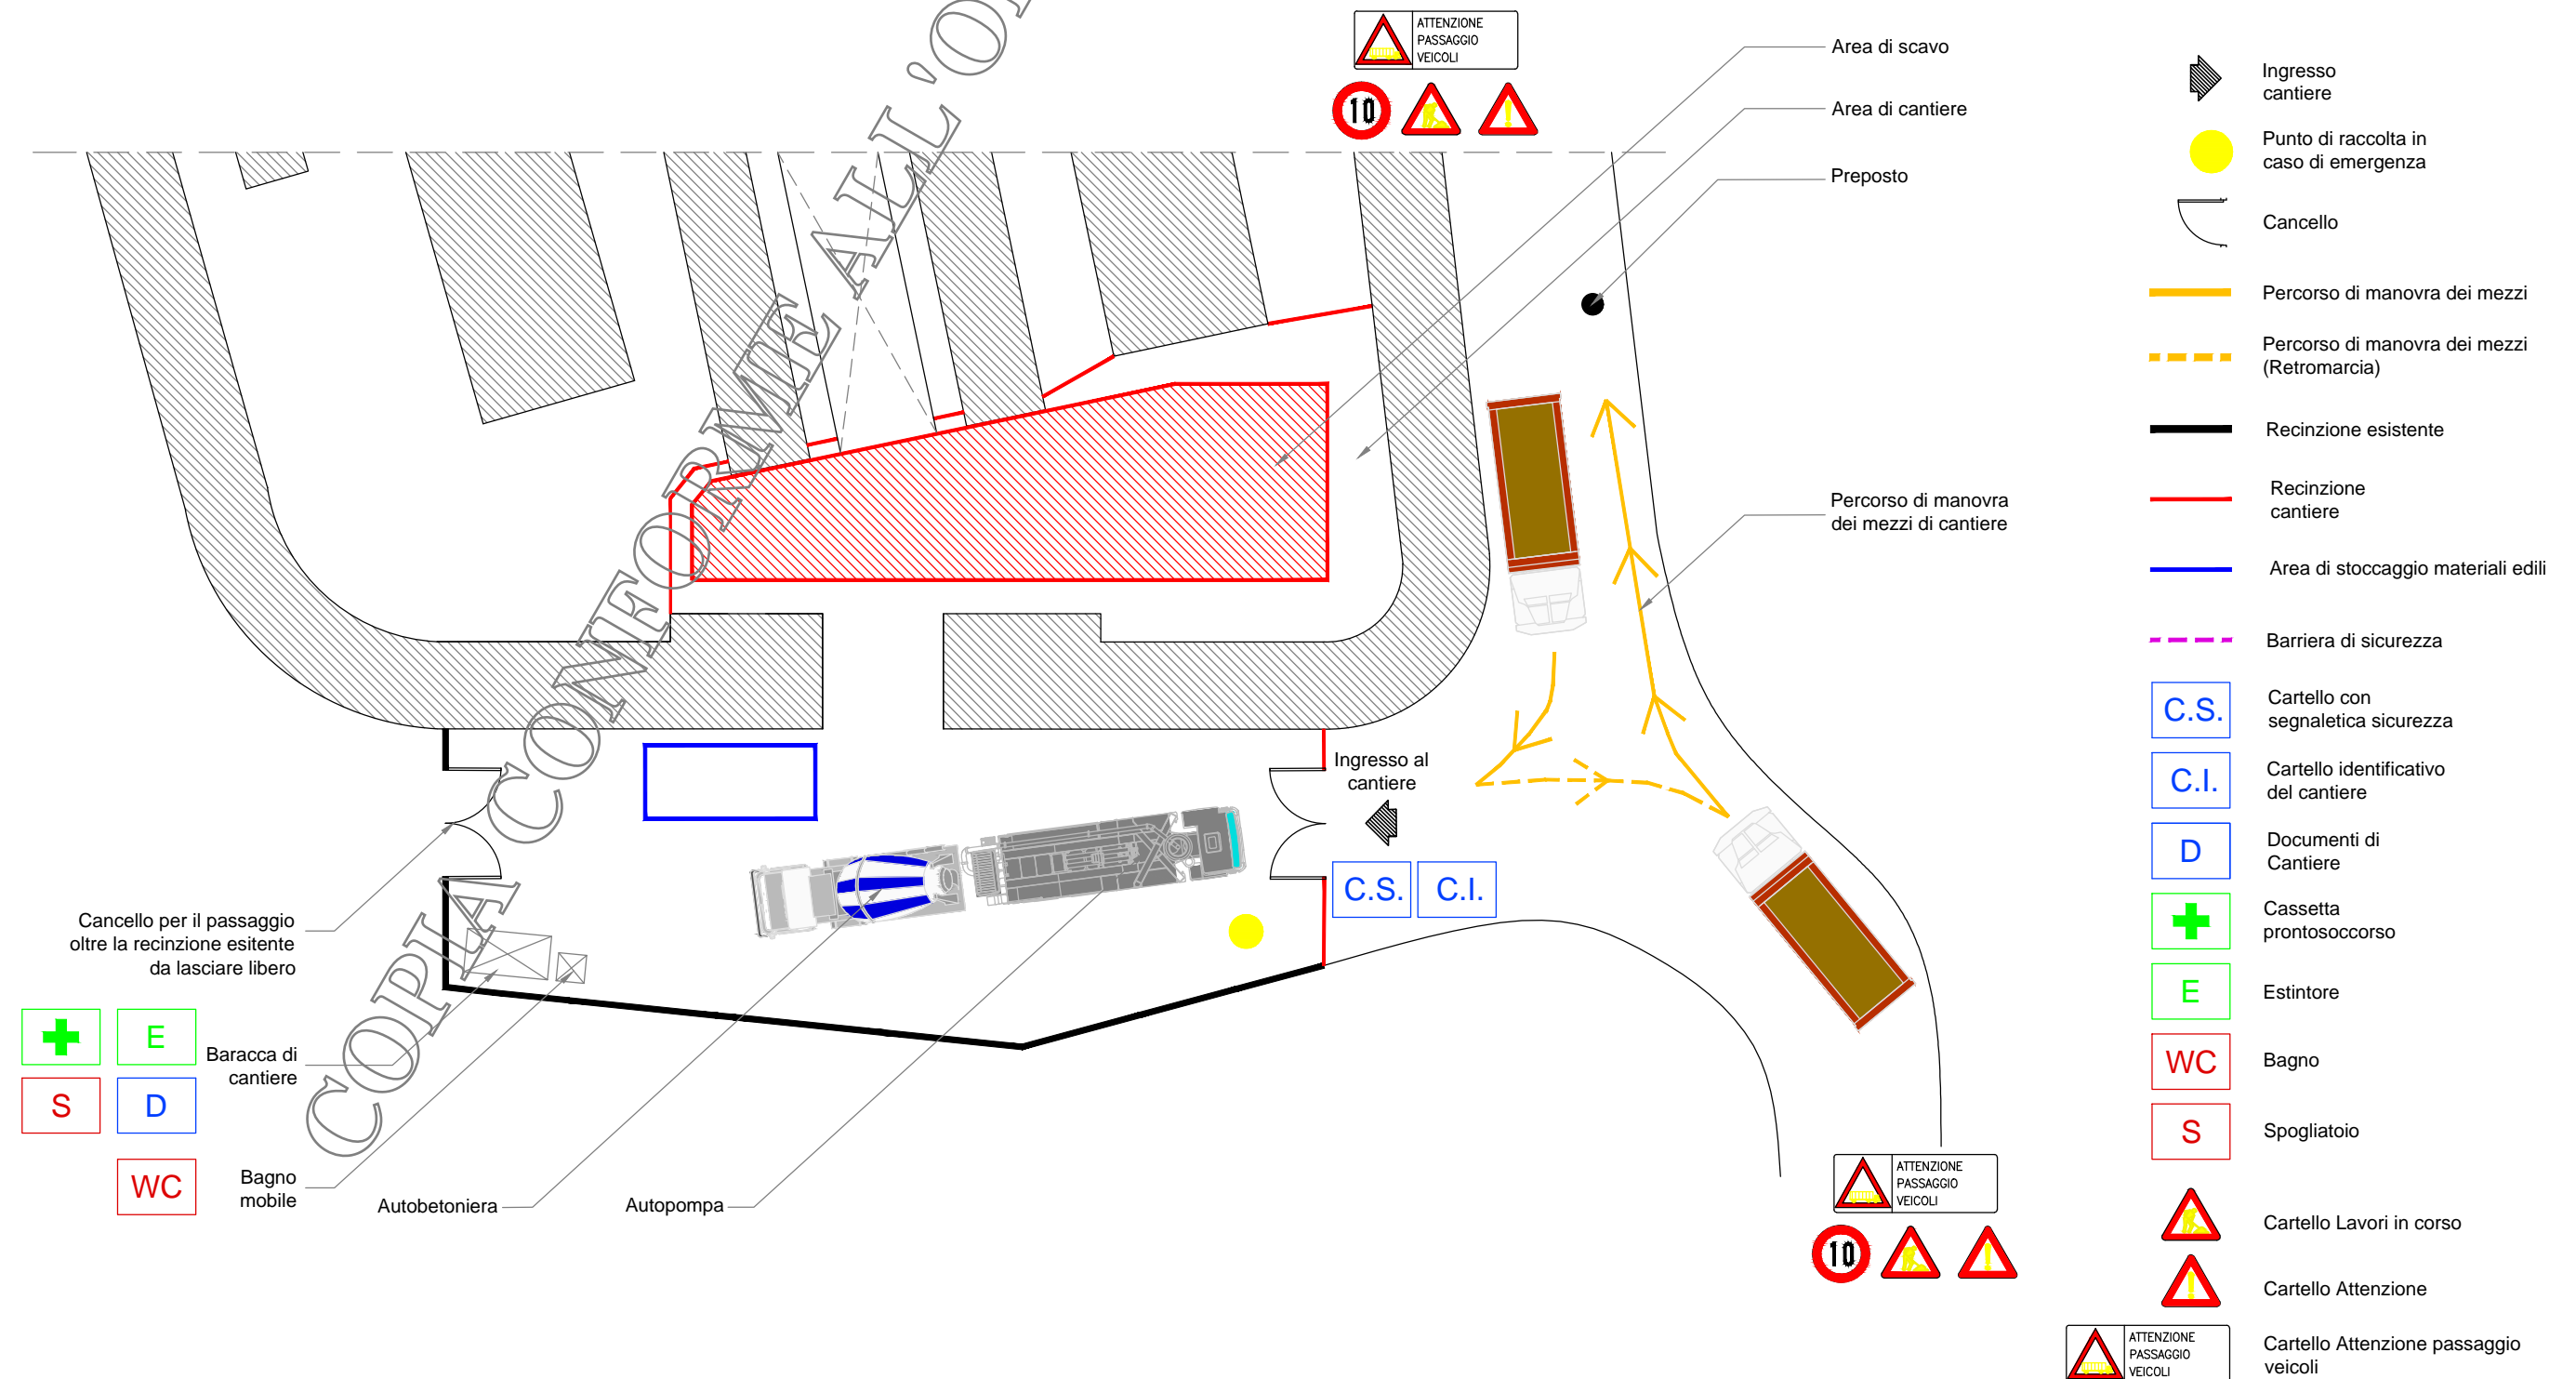 COPIA CONFORME ALL'
ATTENZIONE
PASSAGGIO
VEICOLI
10
Area di scavo
Area di cantiere
Preposto
Percorso di manovra
dei mezzi di cantiere
Ingresso al
cantiere
C.S.
C.I.
Cancello per il passaggio
oltre la recinzione esitente
da lasciare libero
E
S
D
Baracca di
cantiere
WC
Bagno
mobile
Autobetoniera
Autopompa
ATTENZIONE
PASSAGGIO
VEICOLI
10
Ingresso
cantiere
Punto di raccolta in
caso di emergenza
Cancello
Percorso di manovra dei mezzi
Percorso di manovra dei mezzi
(Retromarcia)
Recinzione esistente
Recinzione
cantiere
Area di stoccaggio materiali edili
Barriera di sicurezza
C.S.
Cartello con
segnaletica sicurezza
C.I.
Cartello identificativo
del cantiere
D
Documenti di
Cantiere
Cassetta
prontosoccorso
E
Estintore
WC
Bagno
S
Spogliatoio
Cartello Lavori in corso
Cartello Attenzione
ATTENZIONE
PASSAGGIO
VEICOLI
Cartello Attenzione passaggio
veicoli